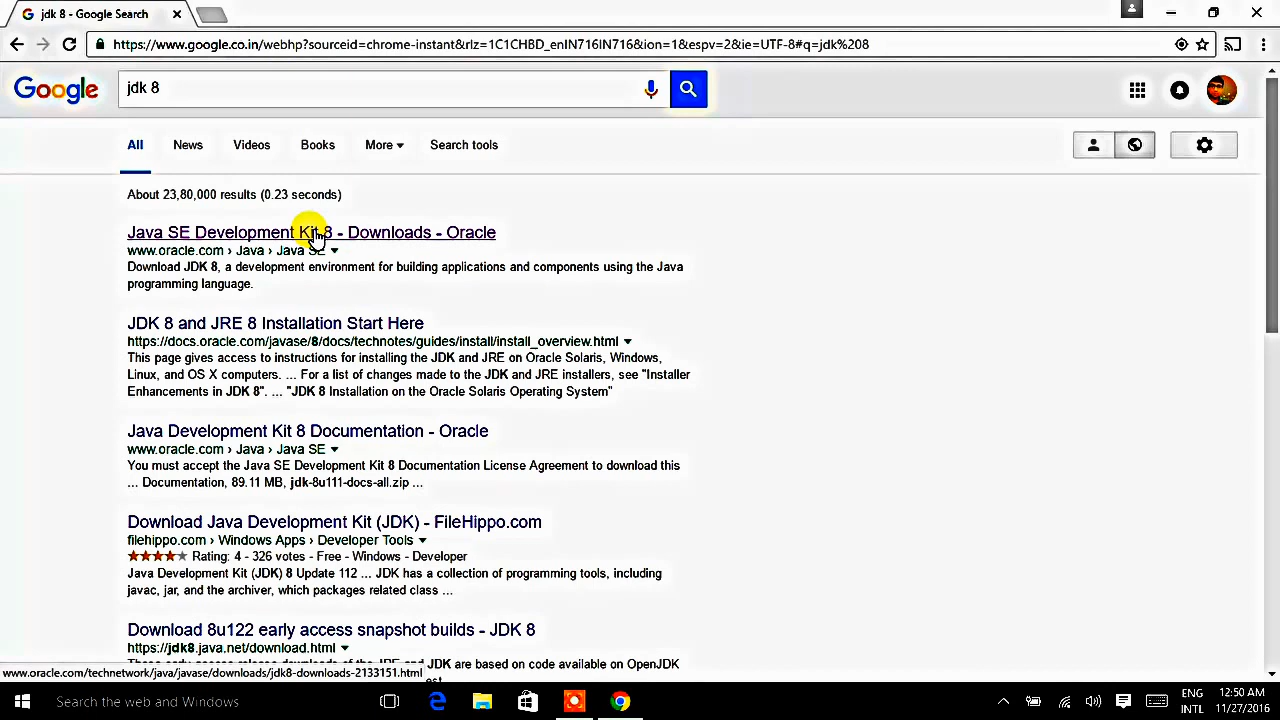 jdk 8 - Google Search
https://www.google.co.in/webhp?sourceid=chrome-instant&rlz=1C1CHBD_enIN716IN716&ion=1&espv=2&ie=UTF-8#q=jdk%208
Google
jdk 8
All News Videos Books More Search tools
About 23,80,000 results (0.23 seconds)
Java SE Development Kit 8 - Downloads - Oracle
www.oracle.com › Java › Java SE
Download JDK 8, a development environment for building applications and components using the Java
programming language.
JDK 8 and JRE 8 Installation Start Here
https://docs.oracle.com/javase/8/docs/technotes/guides/install/install_overview.html
This page gives access to instructions for installing the JDK and JRE on Oracle Solaris, Windows,
Linux, and OS X computers. ... For a list of changes made to the JDK and JRE installers, see "Installer
Enhancements in JDK 8". ... "JDK 8 Installation on the Oracle Solaris Operating System"
Java Development Kit 8 Documentation - Oracle
www.oracle.com › Java › Java SE
You must accept the Java SE Development Kit 8 Documentation License Agreement to download this
... Documentation, 89.11 MB, jdk-8u111-docs-all.zip ...
Download Java Development Kit (JDK) - FileHippo.com
filehippo.com › Windows Apps › Developer Tools
Rating: 4 - 326 votes - Free - Windows - Developer
Java Development Kit (JDK) 8 Update 112 ... JDK has a collection of programming tools, including
javac, jar, and the archiver, which packages related class ...
Download 8u122 early access snapshot builds - JDK 8
https://jdk8.java.net/download.html
JDK are based on code available on OpenJDK
www.oracle.com/technetwork/java/javase/downloads/jdk8-downloads-2133151.html
Search the web and Windows
ENG
INTL
12:50 AM
11/27/2016